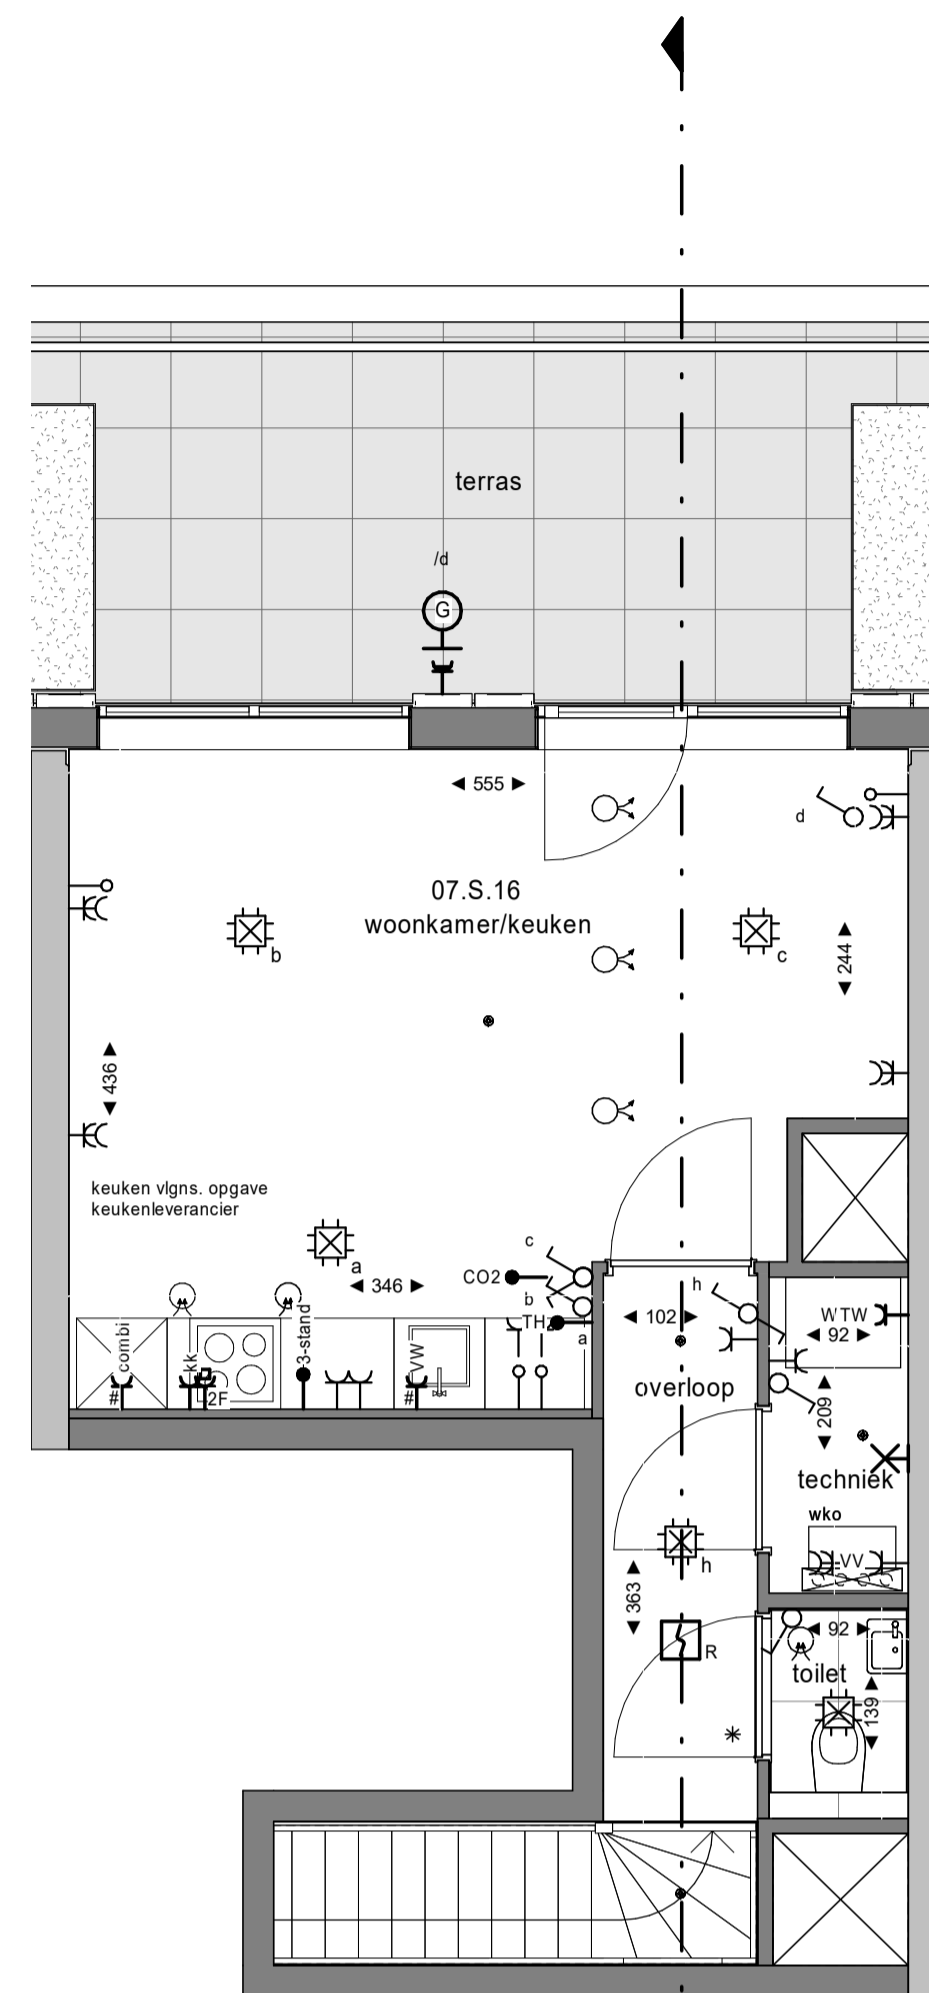 terras
/d
G
555
d
07.S.16
woonkamer/keuken
b
c
244
436
keuken vlgns. opgave
keukenleverancier
a
346
c
CO2
b
TH
a
h
102
WTW
92
combi
kk
3-stand
VW
#
2F
#
overloop
209
techniek
wko
VV
h
363
R
92
toilet
139